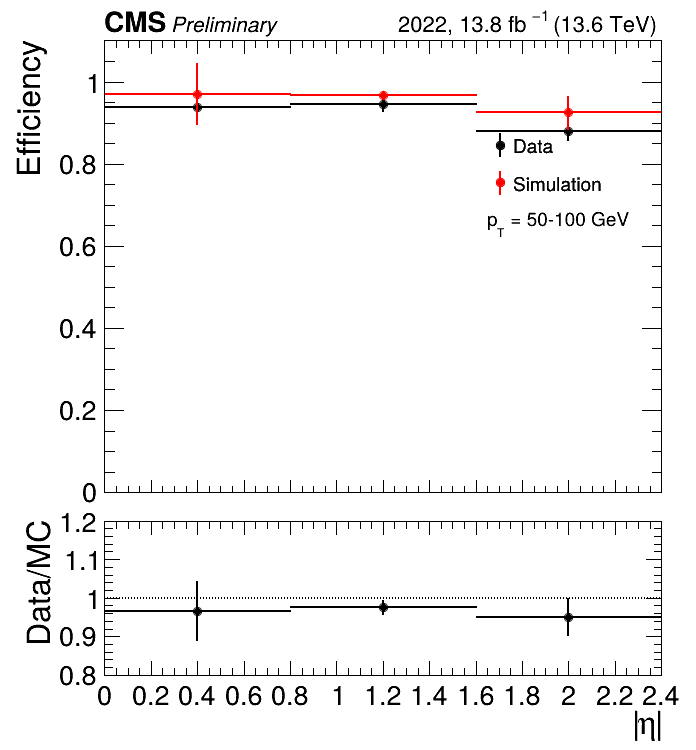 CMS Preliminary 2022, 13.8 fb⁻¹ (13.6 TeV)
Efficiency
1
0.8
0.6
0.4
0.2
0
Data
Simulation
p_T = 50-100 GeV
Data/MC
1.2
1.1
1
0.9
0.8
0 0.2 0.4 0.6 0.8 1 1.2 1.4 1.6 1.8 2 2.2 2.4
|η|